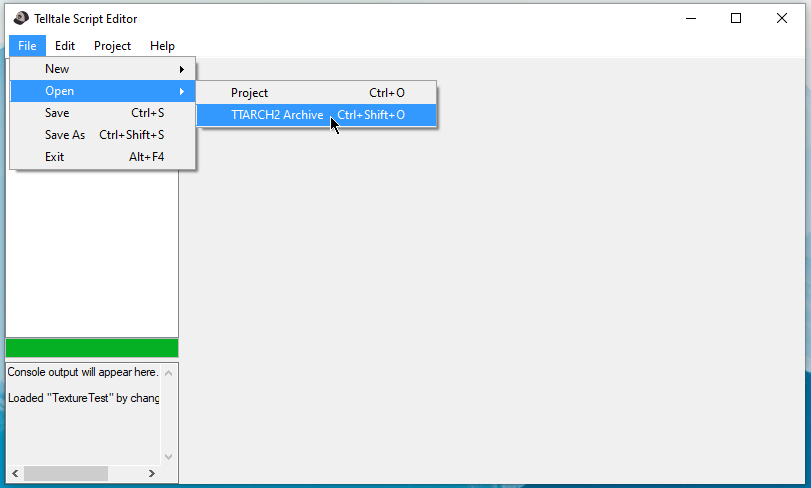 Telltale Script Editor
File Edit Project Help
New
Open
Save Ctrl+S
Save As Ctrl+Shift+S
Exit Alt+F4
Project Ctrl+O
TTARCH2 Archive Ctrl+Shift+O
Console output will appear here.
Loaded "TextureTest" by chang